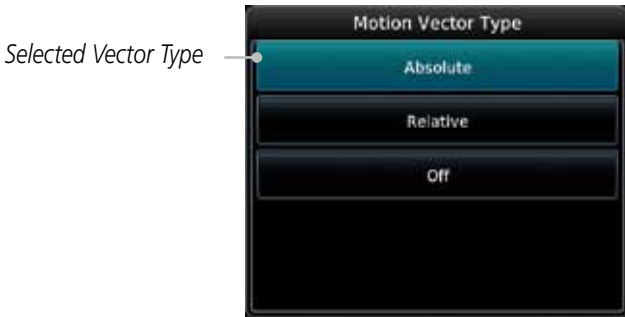 Motion Vector Type
Selected Vector Type
Absolute
Relative
Off